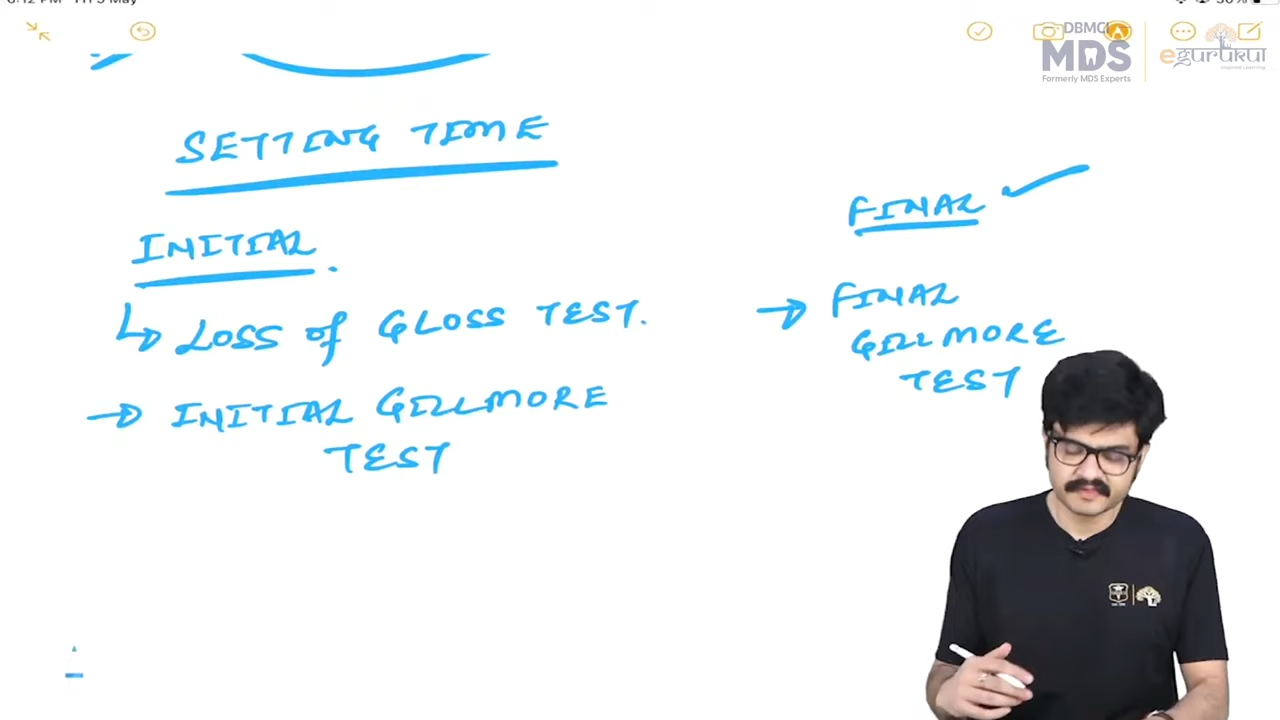 DBMCI
MDS
Formerly MDS Experts
egurukul
SETTING TIME
INITIAL.
↳ LOSS of GLOSS TEST.
→ INITIAL GILLMORE
TEST
FINAL ✓
→ FINAL
GILLMORE
TEST